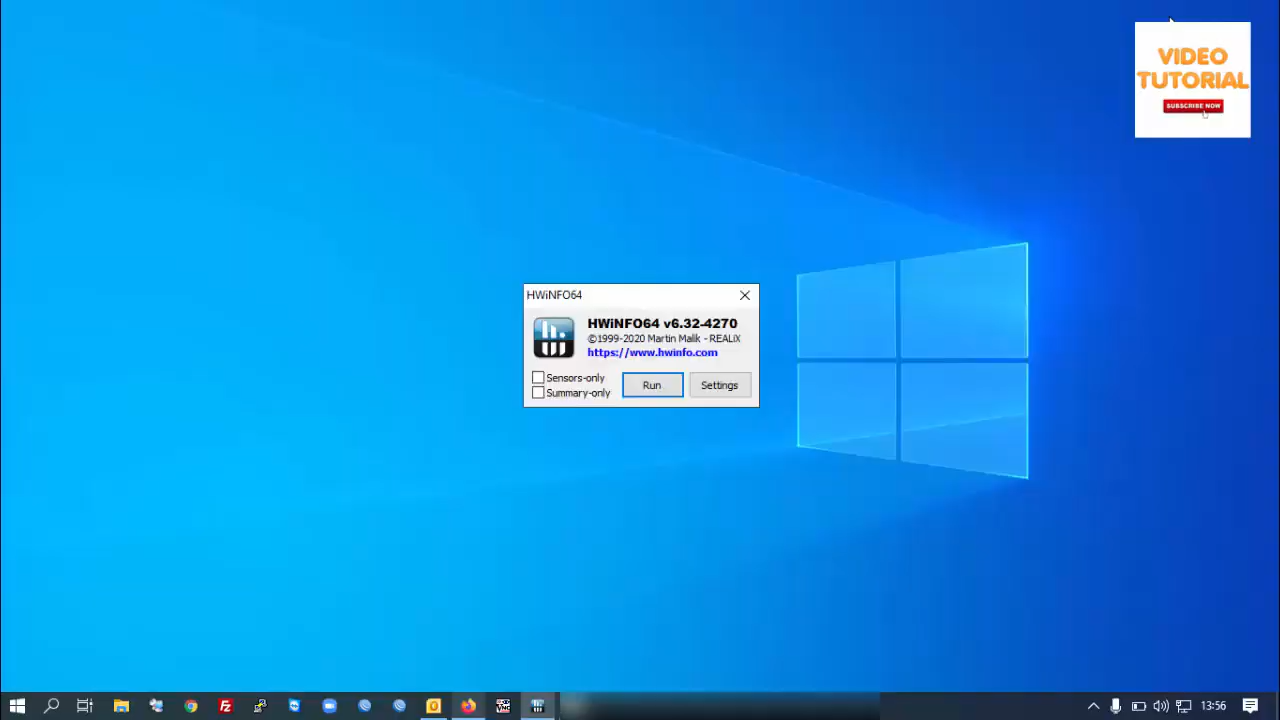 VIDEO
TUTORIAL
SUBSCRIBE NOW
HWiNFO64
HWiNFO64 v6.32-4270
©1999-2020 Martin Malik - REALiX
https://www.hwinfo.com
Sensors-only
Summary-only
Run
Settings
13:56